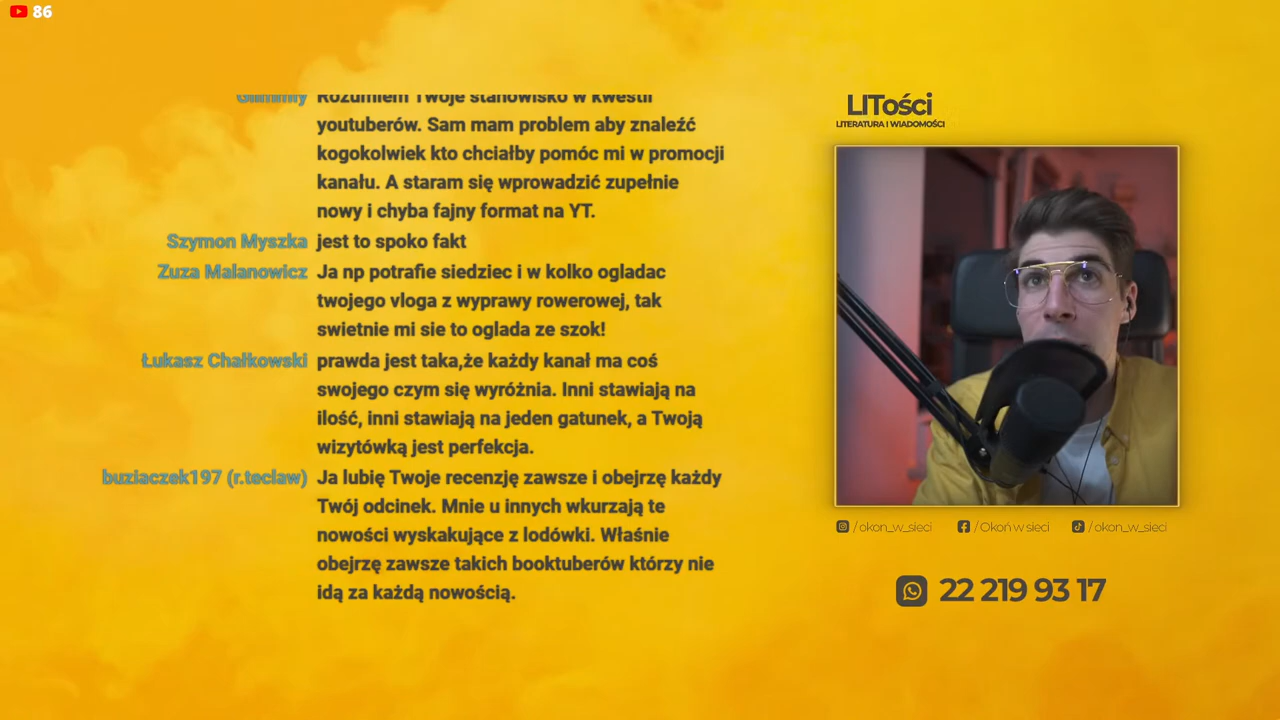 86
Rozumiem Twoje stanowisko w kwestii
youtuberów. Sam mam problem aby znaleźć
kogokolwiek kto chciałby pomóc mi w promocji
kanału. A staram się wprowadzić zupełnie
nowy i chyba fajny format na YT.
Szymon Myszka jest to spoko fakt
Zuza Malanowicz Ja np potrafie siedziec i w kolko ogladac
twojego vloga z wyprawy rowerowej, tak
swietnie mi sie to oglada ze szok!
Łukasz Chałkowski prawda jest taka,że każdy kanał ma coś
swojego czym się wyróżnia. Inni stawiają na
ilość, inni stawiają na jeden gatunek, a Twoją
wizytówką jest perfekcja.
buziaczek197 (r.teclaw) Ja lubię Twoje recenzję zawsze i obejrzę każdy
Twój odcinek. Mnie u innych wkurzają te
nowości wyskakujące z lodówki. Właśnie
obejrzę zawsze takich booktuberów którzy nie
idą za każdą nowością.
LITości
LITERATURA I WIADOMOŚCI
/ okon_w_sieci / Okoń w sieci / okon_w_sieci
22 219 93 17